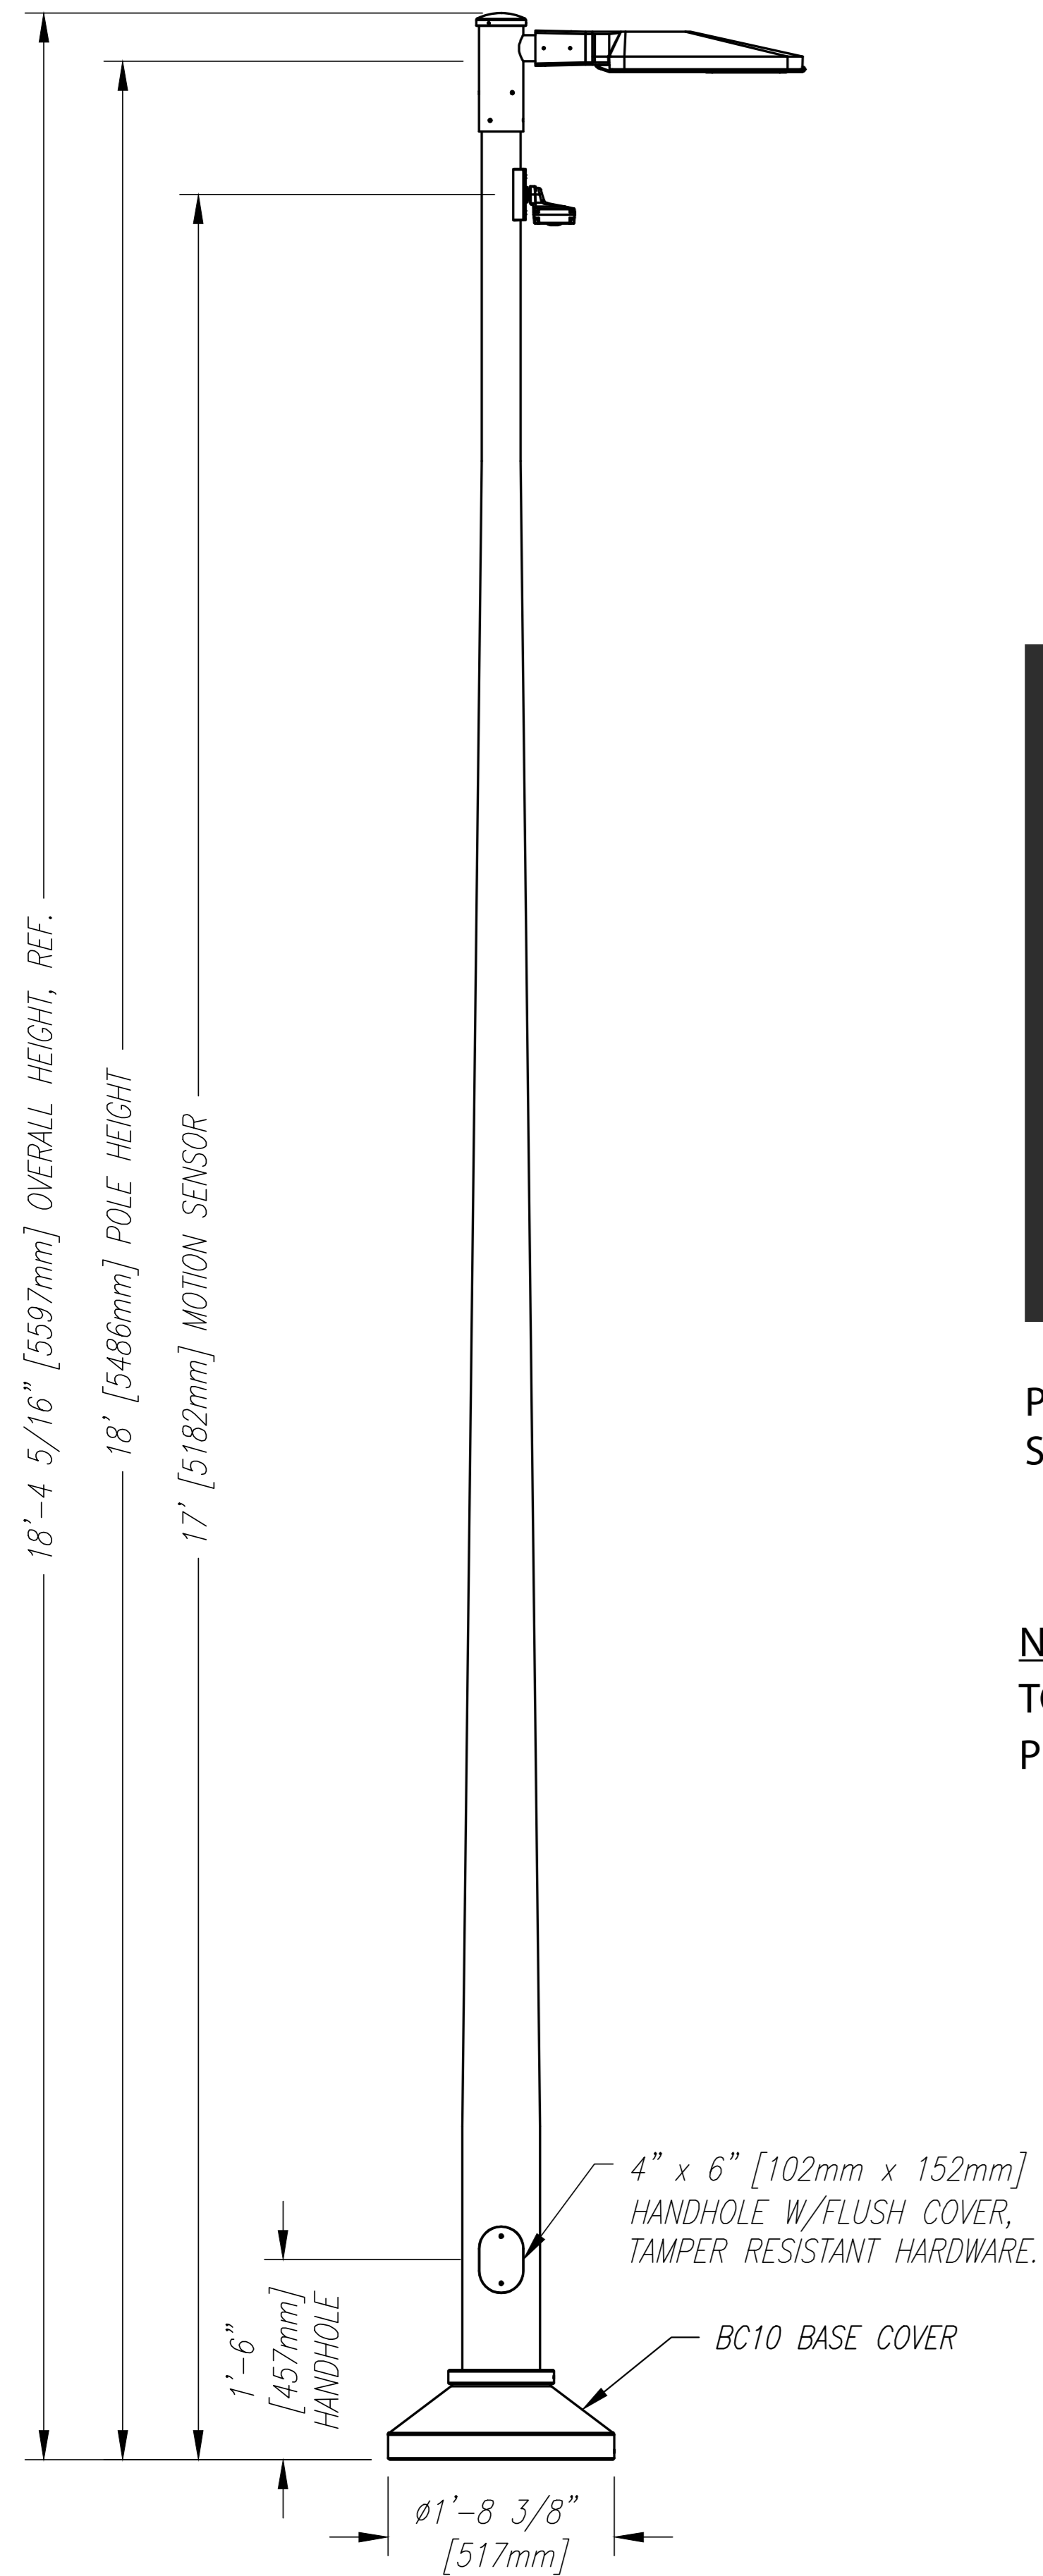 18'-4 5/16" [5597mm] OVERALL HEIGHT, REF.
18' [5486mm] POLE HEIGHT
17' [5182mm] MOTION SENSOR
P
S
N
TO
P
4" x 6" [102mm x 152mm]
HANDHOLE W/FLUSH COVER,
TAMPER RESISTANT HARDWARE.
1'-6"
[457mm]
HANDHOLE
BC10 BASE COVER
ø1'-8 3/8"
[517mm]